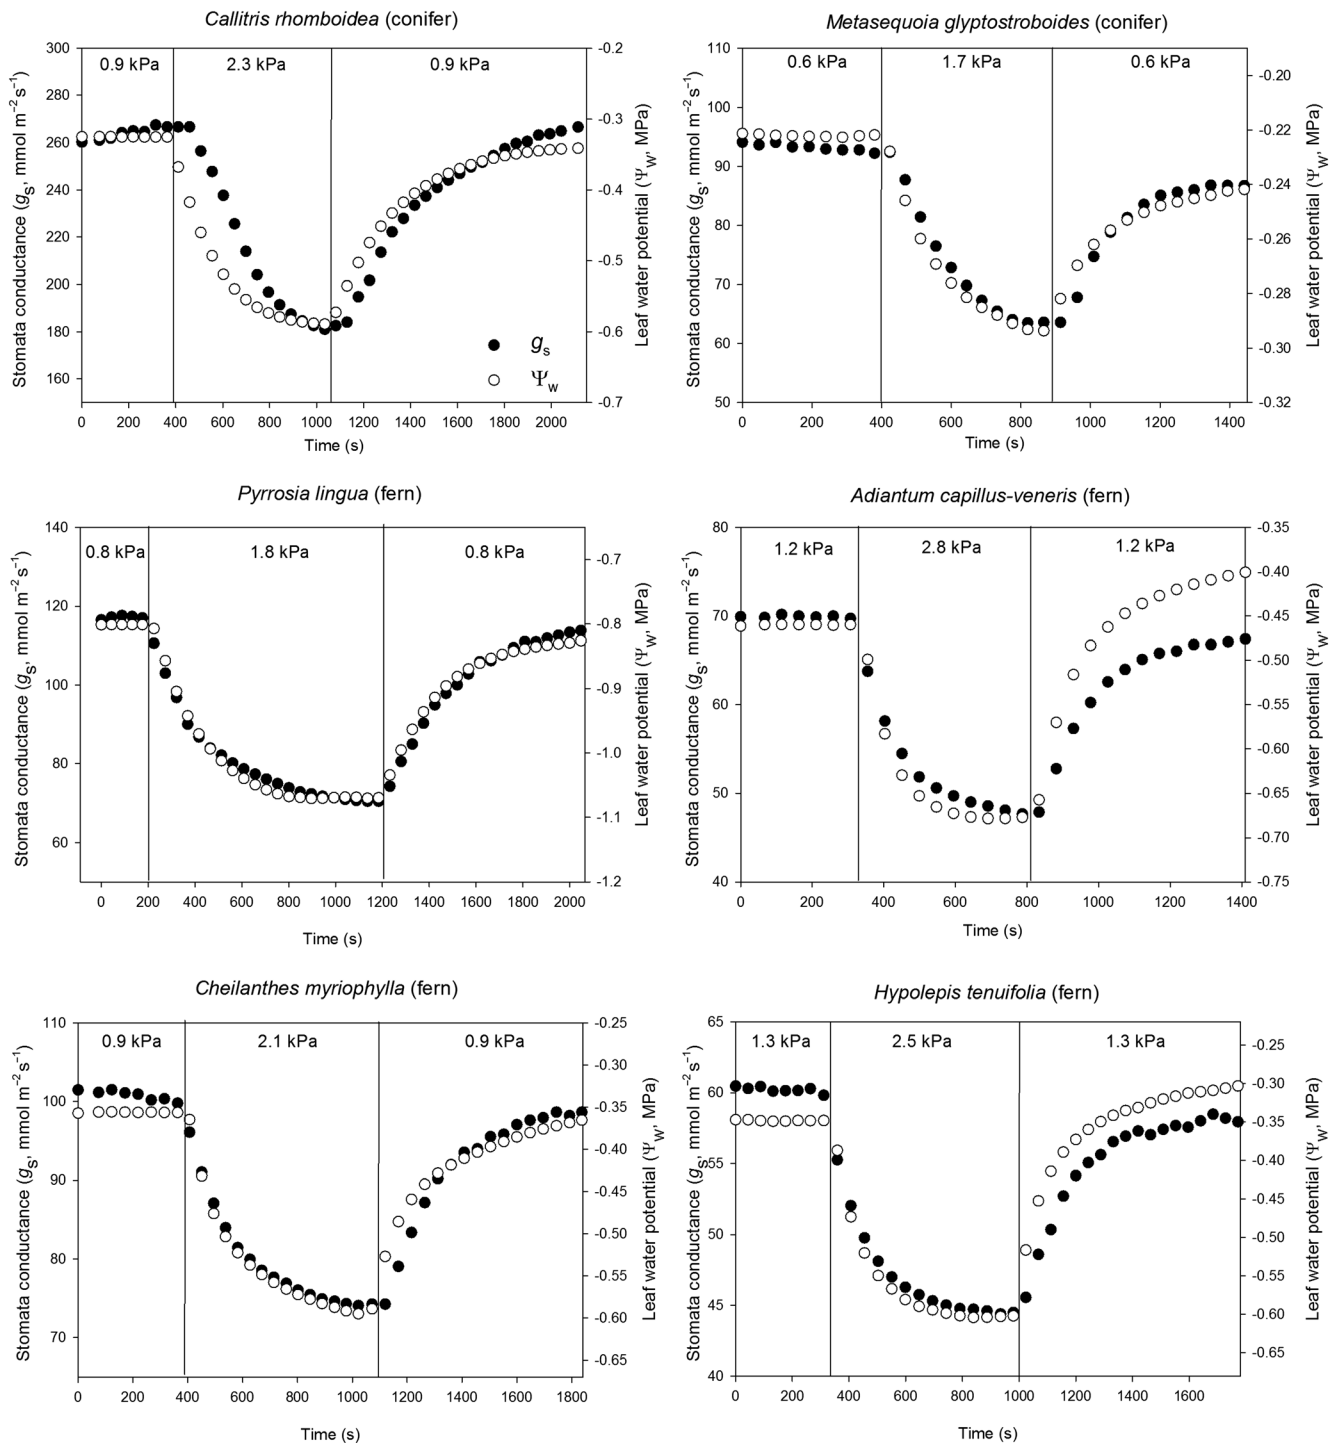 Callitris rhomboidea (conifer)
Stomata conductance (gs, mmol m−2 s−1)
300
280
260
240
220
200
180
160
0.9 kPa
2.3 kPa
0.9 kPa
gs
Ψw
-0.2
-0.3
-0.4
-0.5
-0.6
-0.7
Leaf water potential (Ψw, MPa)
0 200 400 600 800 1000 1200 1400 1600 1800 2000
Time (s)
Metasequoia glyptostroboides (conifer)
Stomata conductance (gs, mmol m−2 s−1)
110
100
90
80
70
60
50
0.6 kPa
1.7 kPa
0.6 kPa
-0.20
-0.22
-0.24
-0.26
-0.28
-0.30
-0.32
Leaf water potential (Ψw, MPa)
0 200 400 600 800 1000 1200 1400
Time (s)
Pyrrosia lingua (fern)
Stomata conductance (gs, mmol m−2 s−1)
140
120
100
80
60
0.8 kPa
1.8 kPa
0.8 kPa
-0.7
-0.8
-0.9
-1.0
-1.1
-1.2
Leaf water potential (Ψw, MPa)
0 200 400 600 800 1000 1200 1400 1600 1800 2000
Time (s)
Adiantum capillus-veneris (fern)
Stomata conductance (gs, mmol m−2 s−1)
80
70
60
50
40
1.2 kPa
2.8 kPa
1.2 kPa
-0.35
-0.40
-0.45
-0.50
-0.55
-0.60
-0.65
-0.70
-0.75
Leaf water potential (Ψw, MPa)
0 200 400 600 800 1000 1200 1400
Time (s)
Cheilanthes myriophylla (fern)
Stomata conductance (gs, mmol m−2 s−1)
110
100
90
80
70
0.9 kPa
2.1 kPa
0.9 kPa
-0.25
-0.30
-0.35
-0.40
-0.45
-0.50
-0.55
-0.60
-0.65
Leaf water potential (Ψw, MPa)
0 200 400 600 800 1000 1200 1400 1600 1800
Time (s)
Hypolepis tenuifolia (fern)
Stomata conductance (gs, mmol m−2 s−1)
65
60
55
50
45
40
1.3 kPa
2.5 kPa
1.3 kPa
-0.25
-0.30
-0.35
-0.40
-0.45
-0.50
-0.55
-0.60
-0.65
Leaf water potential (Ψw, MPa)
0 200 400 600 800 1000 1200 1400 1600
Time (s)